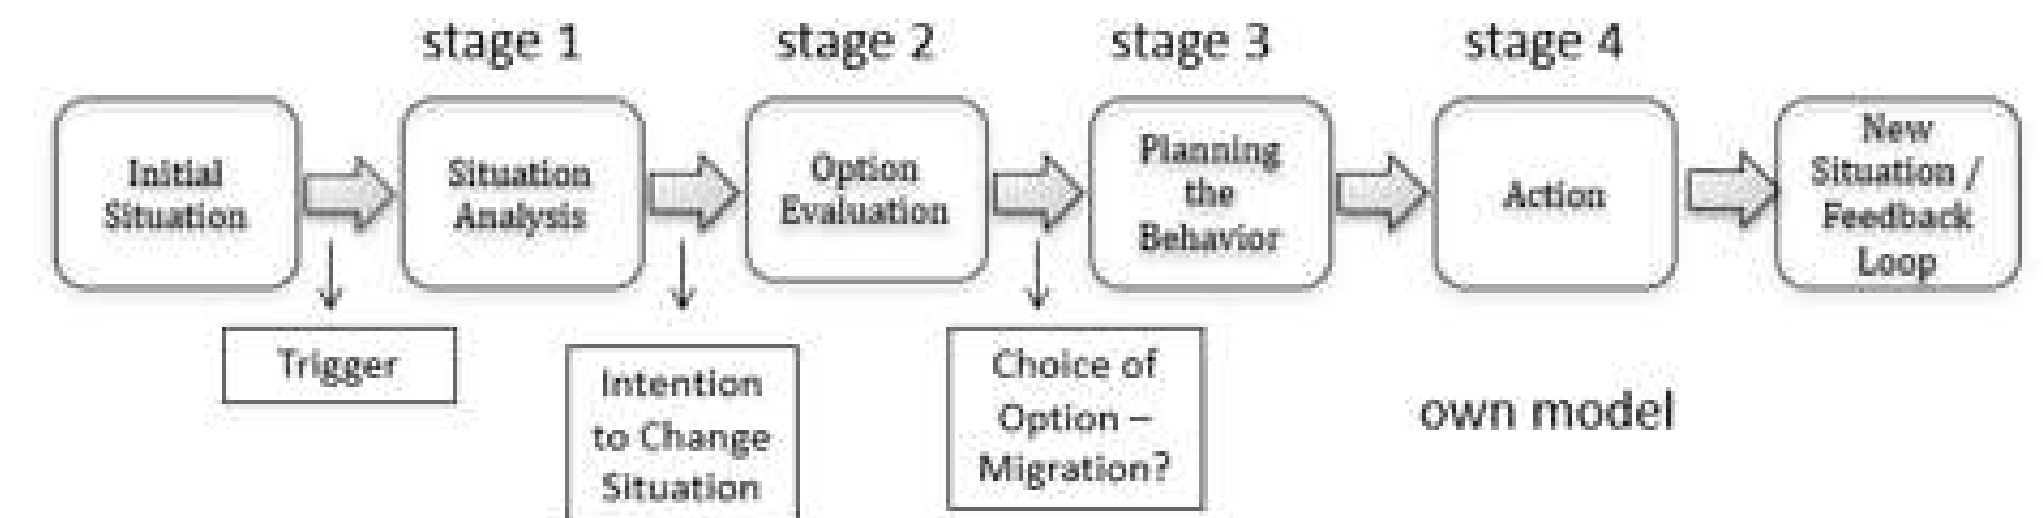 stage 1
stage 2
stage 3
stage 4
Initial
Situation
Situation
Analysis
Option
Evaluation
Planning
the
Behavior
Action
New
Situation /
Feedback
Loop
Trigger
Intention
to Change
Situation
Choice of
Option –
Migration?
own model